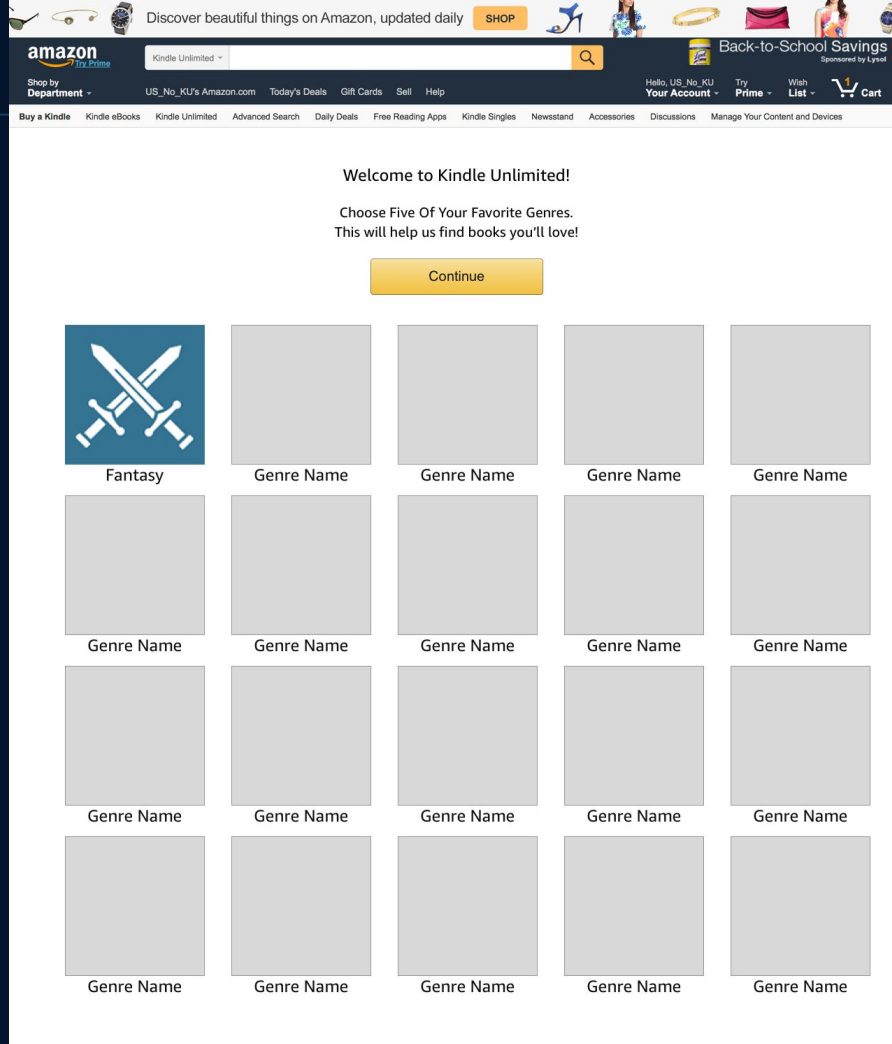 Discover beautiful things on Amazon, updated daily SHOP
amazon
Try Prime
Kindle Unlimited
Back-to-School Savings
Sponsored by Lysol
Shop by
Department
US_No_KU's Amazon.com Today's Deals Gift Cards Sell Help
Hello, US_No_KU
Your Account
Try
Prime
Wish
List
1
Cart
Buy a Kindle Kindle eBooks Kindle Unlimited Advanced Search Daily Deals Free Reading Apps Kindle Singles Newsstand Accessories Discussions Manage Your Content and Devices
Welcome to Kindle Unlimited!
Choose Five Of Your Favorite Genres.
This will help us find books you'll love!
Continue
Fantasy Genre Name Genre Name Genre Name Genre Name
Genre Name Genre Name Genre Name Genre Name Genre Name
Genre Name Genre Name Genre Name Genre Name Genre Name
Genre Name Genre Name Genre Name Genre Name Genre Name